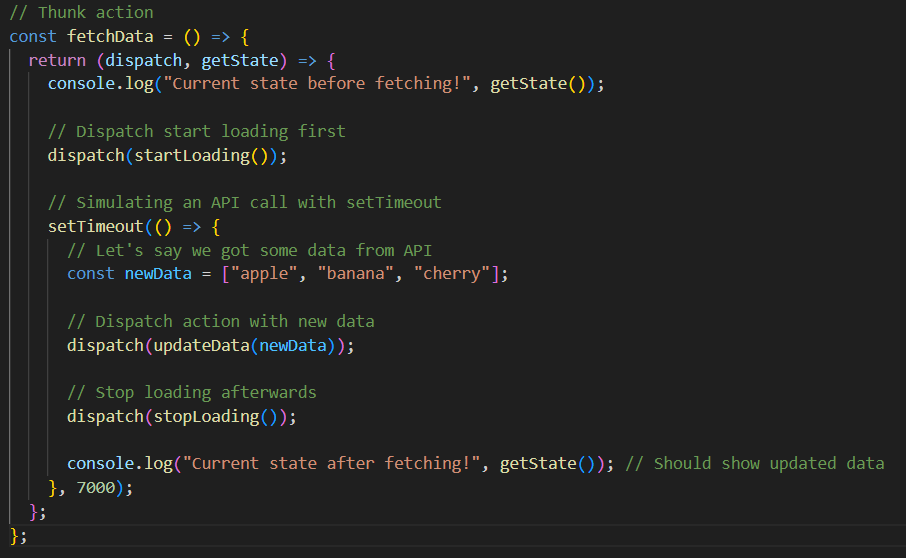 // Thunk action
const fetchData = () => {
  return (dispatch, getState) => {
    console.log("Current state before fetching!", getState());

    // Dispatch start loading first
    dispatch(startLoading());

    // Simulating an API call with setTimeout
    setTimeout(() => {
      // Let's say we got some data from API
      const newData = ["apple", "banana", "cherry"];

      // Dispatch action with new data
      dispatch(updateData(newData));

      // Stop loading afterwards
      dispatch(stopLoading());

      console.log("Current state after fetching!", getState()); // Should show updated data
    }, 7000);
  };
};